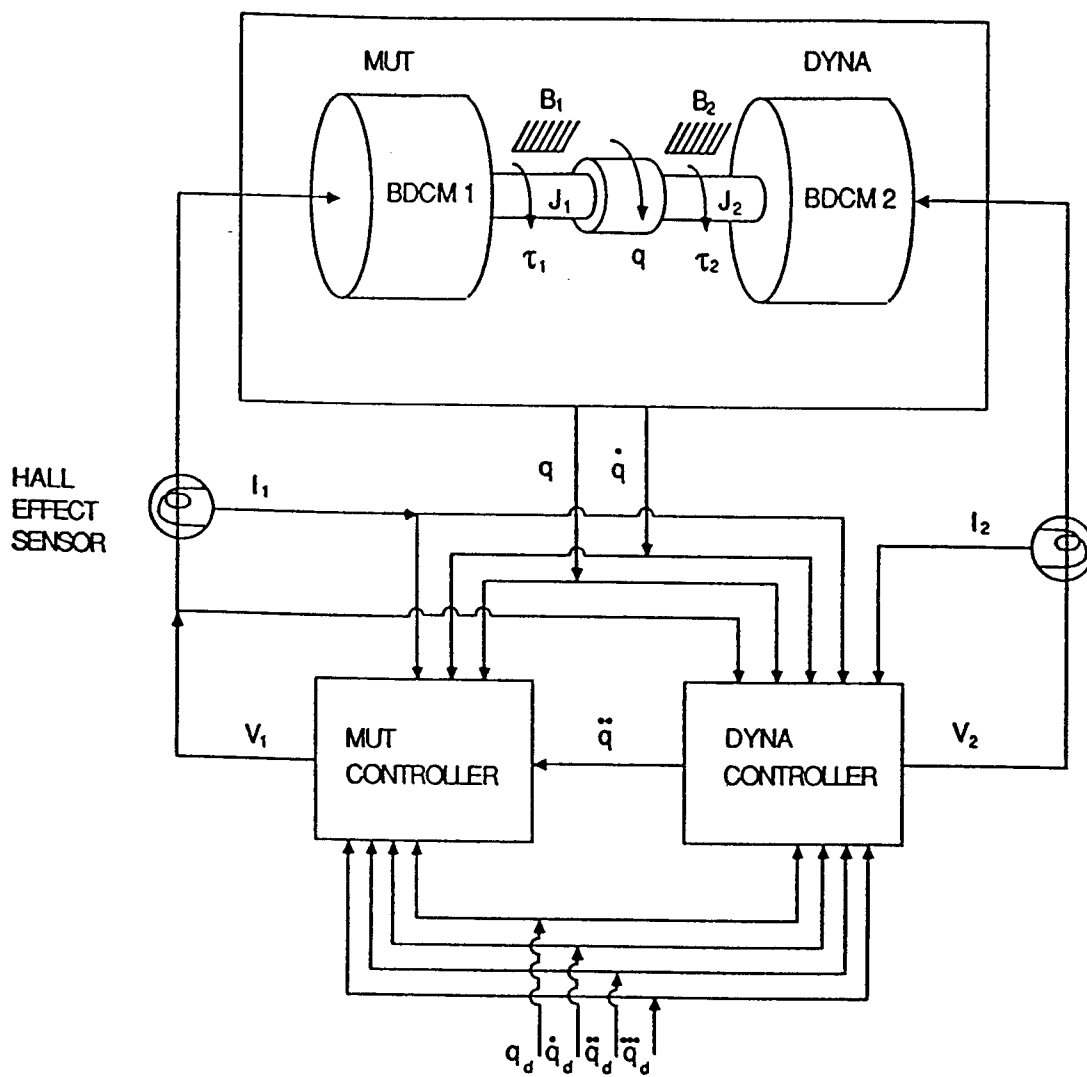 MUT
DYNA
B₁
B₂
BDCM 1
J₁
J₂
BDCM 2
τ₁
q
τ₂
q
q̇
HALL
EFFECT
SENSOR
I₁
I₂
V₁
MUT
CONTROLLER
q̈
DYNA
CONTROLLER
V₂
q_d q̇_d q̈_d q⃛_d